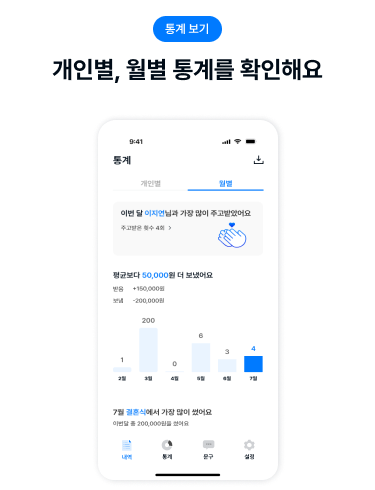 통계 보기
개인별, 월별 통계를 확인해요
9:41
통계
개인별 월별
이번 달 이지언님과 가장 많이 주고받았어요
주고받은 횟수 4회 >
평균보다 50,000원 더 보냈어요
받음 +150,000원
보냄 -200,000원
1 200 0 6 3 4
2월 3월 4월 5월 6월 7월
7월 결혼식에서 가장 많이 썼어요
이번달 총 200,000원을 썼어요
내역 통계 문구 설정